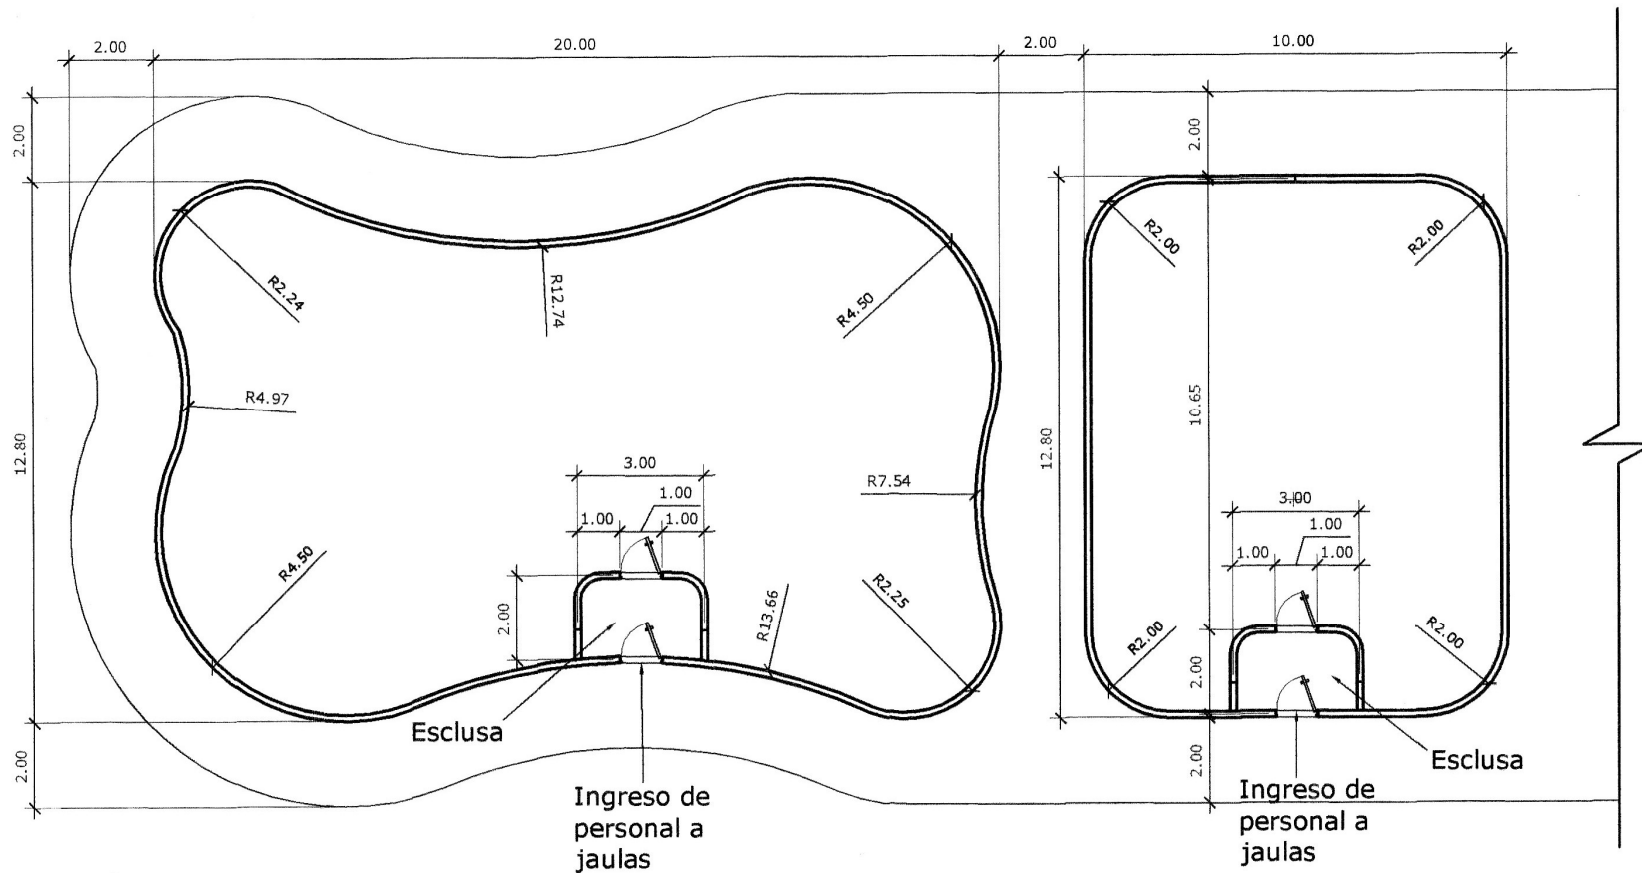 2.00
20.00
2.00
10.00
2.00
2.00
R2.24
R12.74
R4.50
R2.00
R2.00
R4.97
12.80
12.80
10.65
3.00
1.00
1.00
1.00
R7.54
3.00
1.00
1.00
1.00
R4.50
2.00
R13.66
R2.25
R2.00
R2.00
2.00
Esclusa
2.00
2.00
Esclusa
Ingreso de
personal a
jaulas
Ingreso de
personal a
jaulas